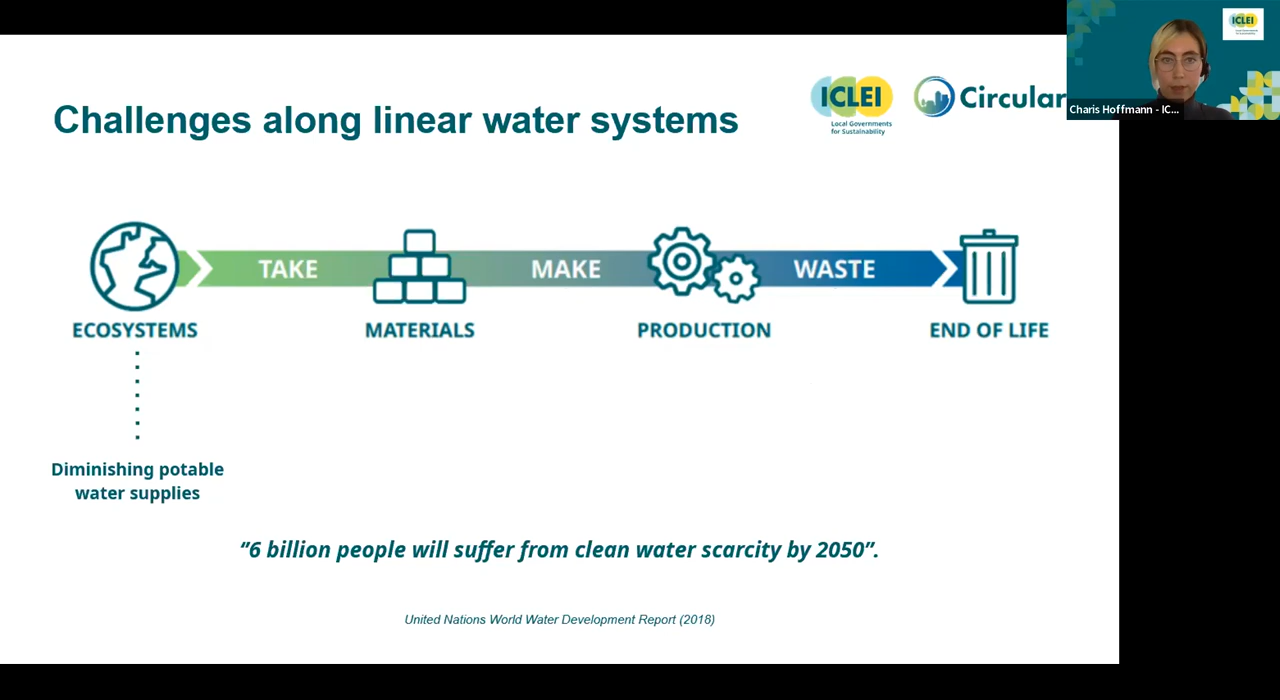 ICLEI
Charis Hoffmann - IC...
ICLEI
Local Governments
for Sustainability
Circular
Challenges along linear water systems
TAKE
MAKE
WASTE
ECOSYSTEMS
MATERIALS
PRODUCTION
END OF LIFE
Diminishing potable
water supplies
“6 billion people will suffer from clean water scarcity by 2050”.
United Nations World Water Development Report (2018)